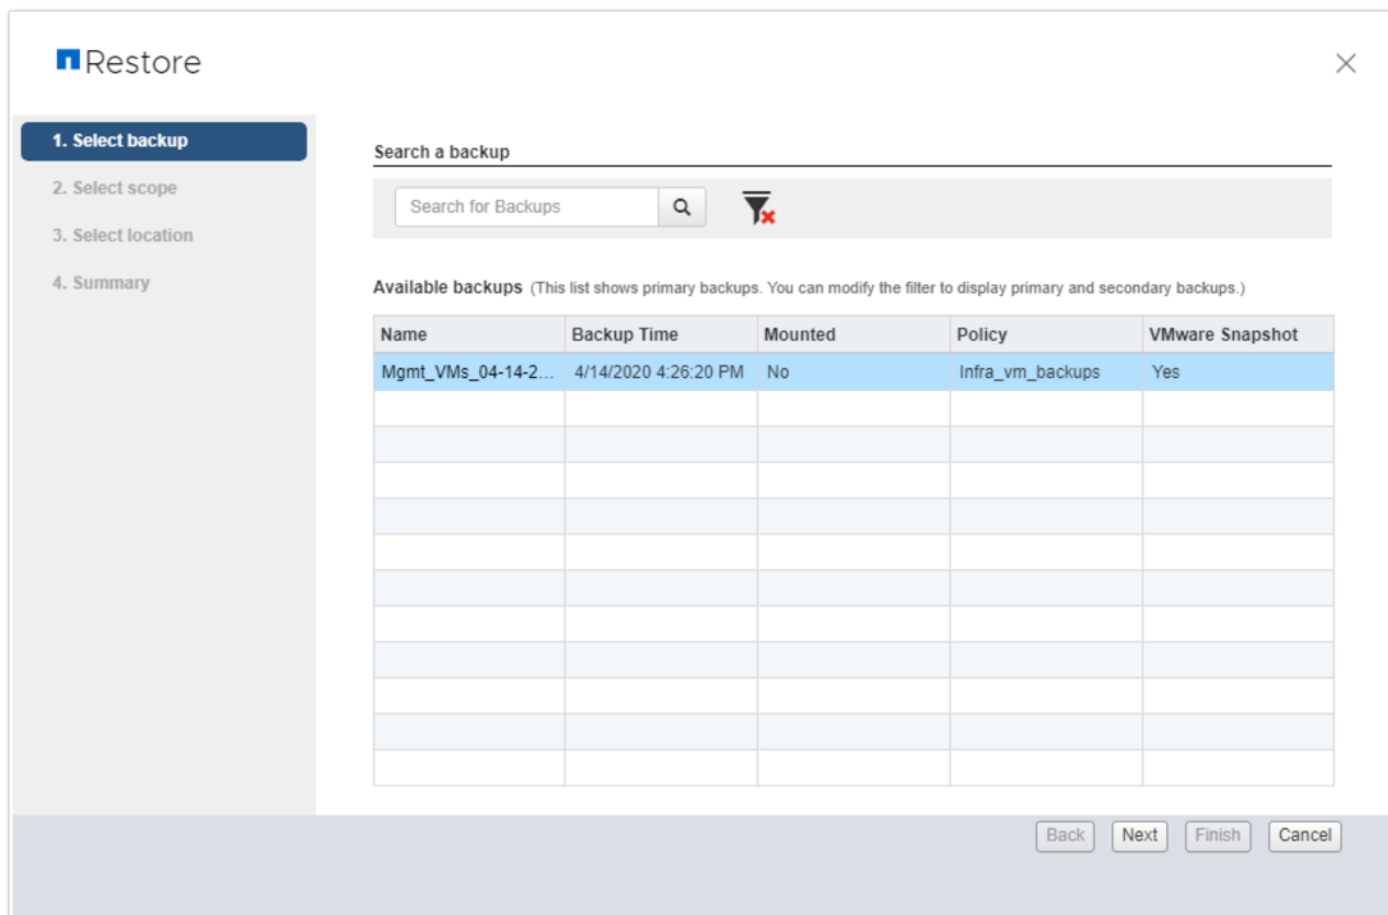 Restore
1. Select backup
2. Select scope
3. Select location
4. Summary
Search a backup
Search for Backups
Available backups (This list shows primary backups. You can modify the filter to display primary and secondary backups.)
Name Backup Time Mounted Policy VMware Snapshot
Mgmt_VMs_04-14-2... 4/14/2020 4:26:20 PM No Infra_vm_backups Yes
Back Next Finish Cancel